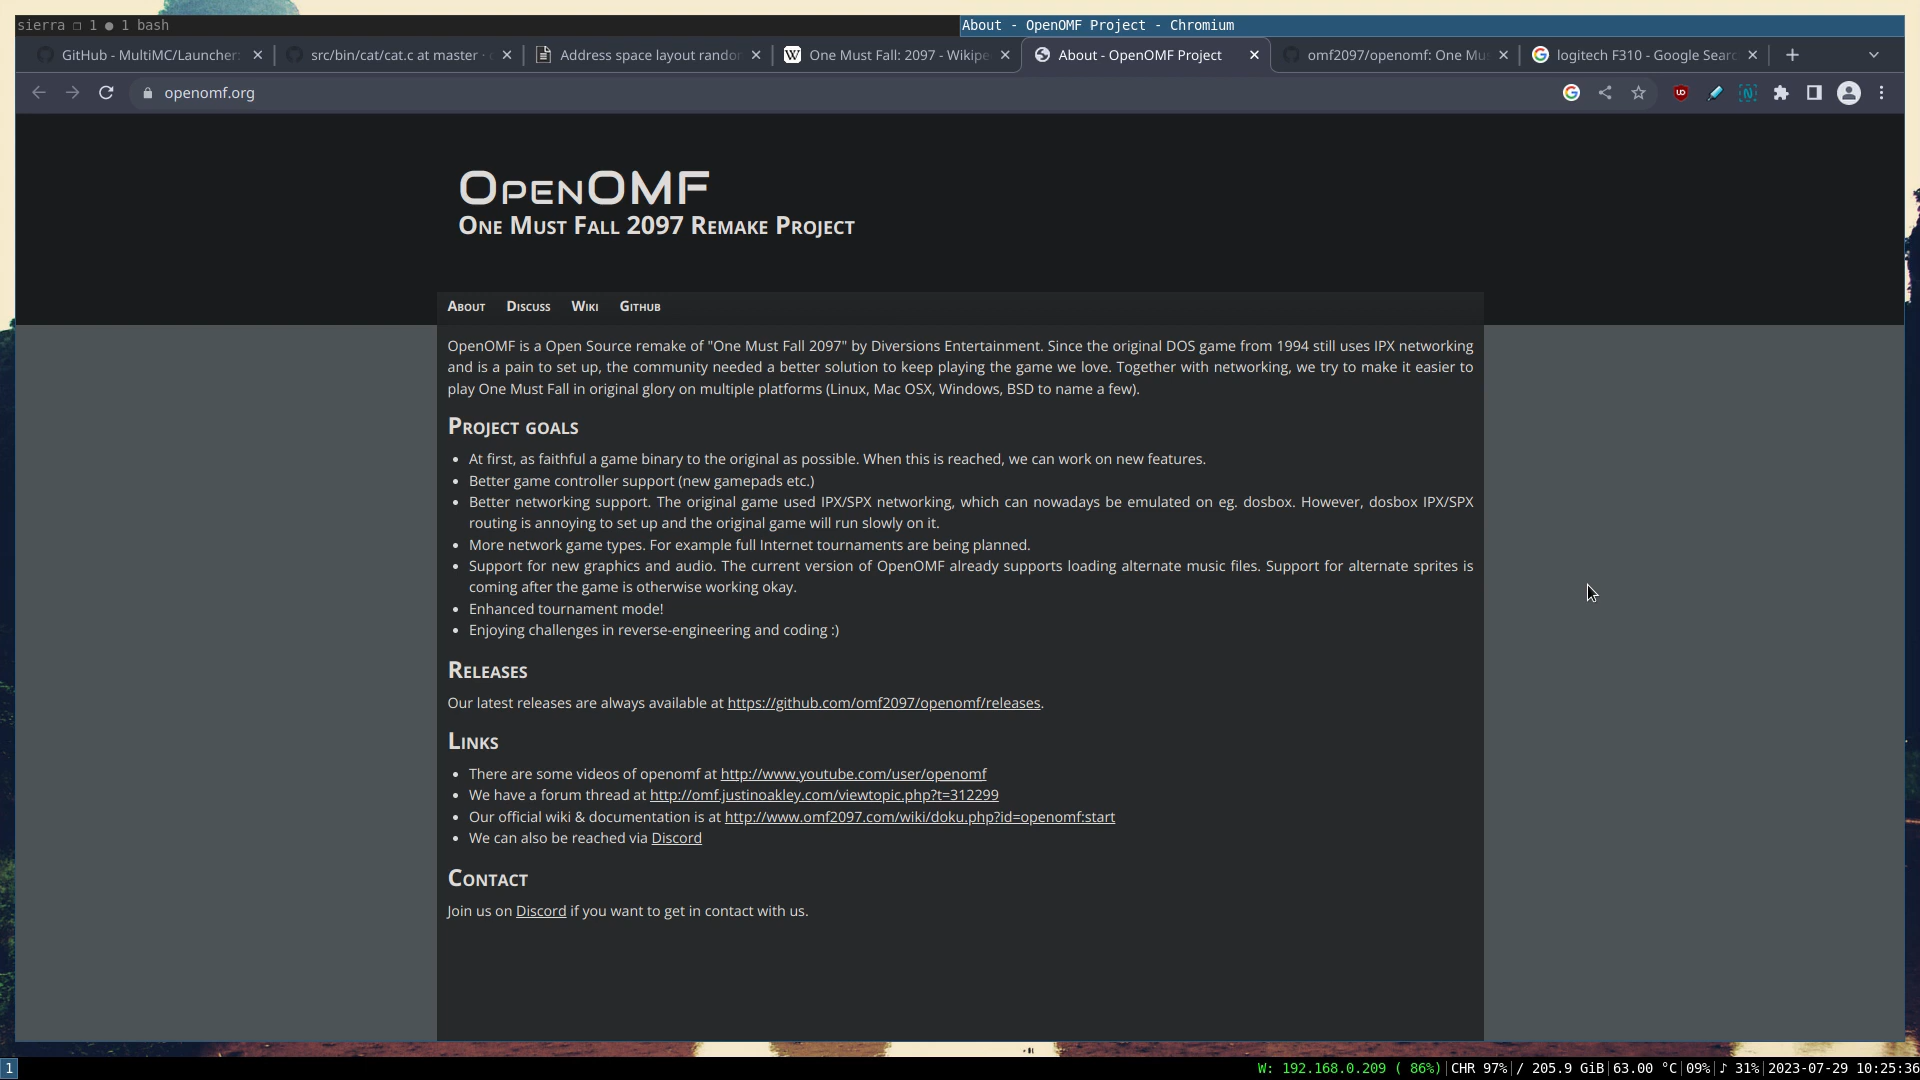 sierra ❐ 1 ● 1 bash
About - OpenOMF Project - Chromium
GitHub - MultiMC/Launcher:
src/bin/cat/cat.c at master · 
Address space layout randor
One Must Fall: 2097 - Wikipe
About - OpenOMF Project
omf2097/openomf: One Mus
logitech F310 - Google Searc
openomf.org
OpenOMF
One Must Fall 2097 Remake Project
About Discuss Wiki Github
OpenOMF is a Open Source remake of "One Must Fall 2097" by Diversions Entertainment. Since the original DOS game from 1994 still uses IPX networking
and is a pain to set up, the community needed a better solution to keep playing the game we love. Together with networking, we try to make it easier to
play One Must Fall in original glory on multiple platforms (Linux, Mac OSX, Windows, BSD to name a few).
Project goals
• At first, as faithful a game binary to the original as possible. When this is reached, we can work on new features.
• Better game controller support (new gamepads etc.)
• Better networking support. The original game used IPX/SPX networking, which can nowadays be emulated on eg. dosbox. However, dosbox IPX/SPX
routing is annoying to set up and the original game will run slowly on it.
• More network game types. For example full Internet tournaments are being planned.
• Support for new graphics and audio. The current version of OpenOMF already supports loading alternate music files. Support for alternate sprites is
coming after the game is otherwise working okay.
• Enhanced tournament mode!
• Enjoying challenges in reverse-engineering and coding :)
Releases
Our latest releases are always available at https://github.com/omf2097/openomf/releases.
Links
• There are some videos of openomf at http://www.youtube.com/user/openomf
• We have a forum thread at http://omf.justinoakley.com/viewtopic.php?t=312299
• Our official wiki & documentation is at http://www.omf2097.com/wiki/doku.php?id=openomf:start
• We can also be reached via Discord
Contact
Join us on Discord if you want to get in contact with us.
1
W: 192.168.0.209 ( 86%)|CHR 97%|/ 205.9 GiB|63.00 °C|09%|♪ 31%|2023-07-29 10:25:36